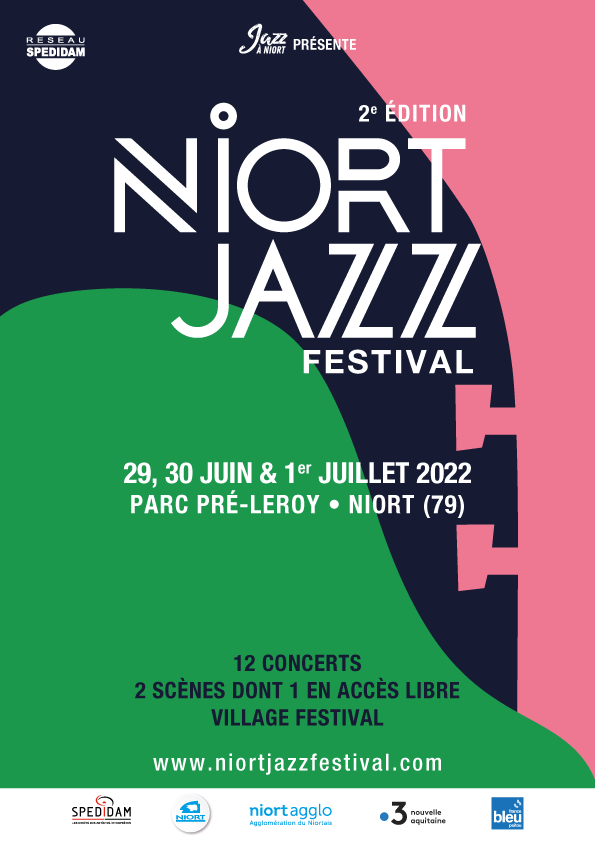 RESEAU
SPEDIDAM
Jazz
À NIORT
PRÉSENTE
2e ÉDITION
NIORT
JAZZ
FESTIVAL
29, 30 JUIN & 1er JUILLET 2022
PARC PRÉ-LEROY • NIORT (79)
12 CONCERTS
2 SCÈNES DONT 1 EN ACCÈS LIBRE
VILLAGE FESTIVAL
www.niortjazzfestival.com
SPEDIDAM
NIORT
niortagglo
Agglomération du Niortais
3 nouvelle
aquitaine
france
bleu
poitou